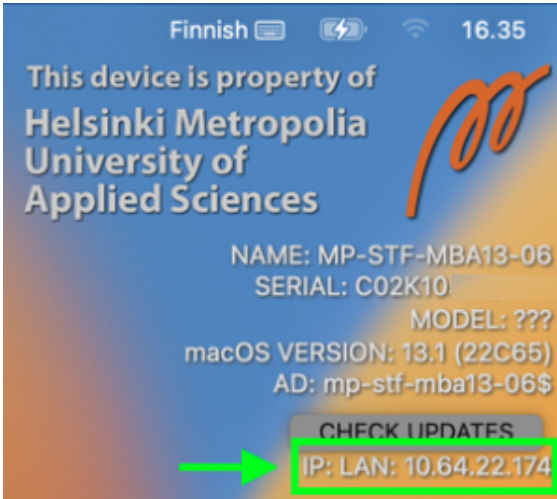 Finnish 16.35
This device is property of
Helsinki Metropolia
University of
Applied Sciences
NAME: MP-STF-MBA13-06
SERIAL: C02K10
MODEL: ???
macOS VERSION: 13.1 (22C65)
AD: mp-stf-mba13-06$
CHECK UPDATES
IP: LAN: 10.64.22.174